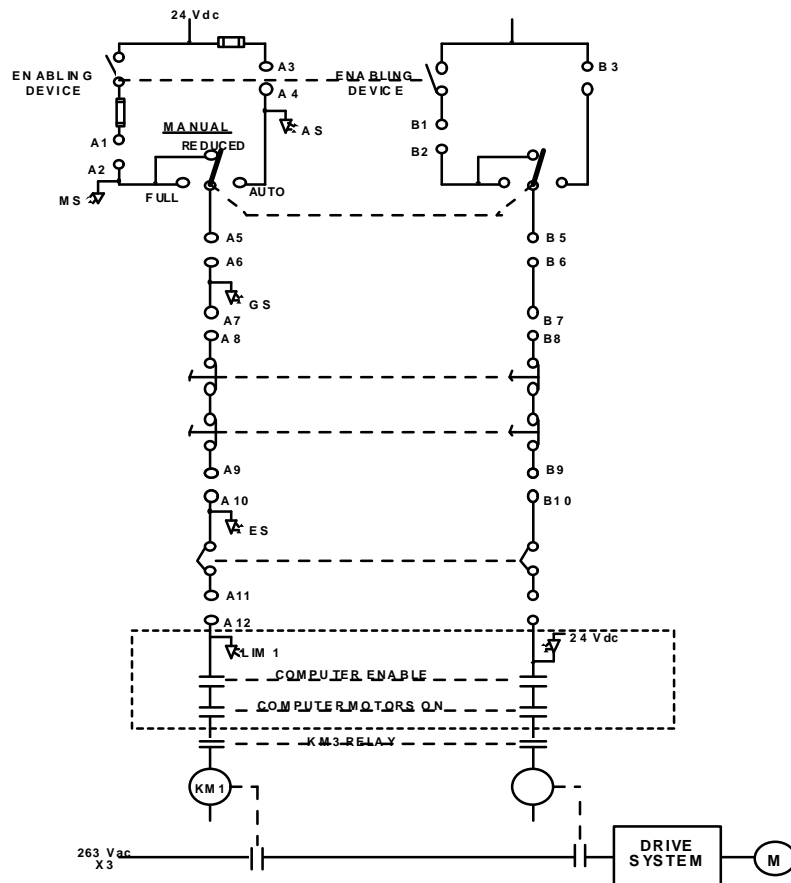 24 Vdc
ENABLING
DEVICE
A3
A4
AS
A1
A2
MS
MANUAL
REDUCED
FULL
AUTO
ENABLING
DEVICE
B3
B1
B2
A5
A6
GS
A7
A8
B5
B6
B7
B8
A9
A10
ES
B9
B10
A11
A12
LIM 1
24 Vdc
COMPUTER ENABLE
COMPUTER MOTORS ON
KM3 RELAY
KM1
263 Vac
X3
DRIVE
SYSTEM
M